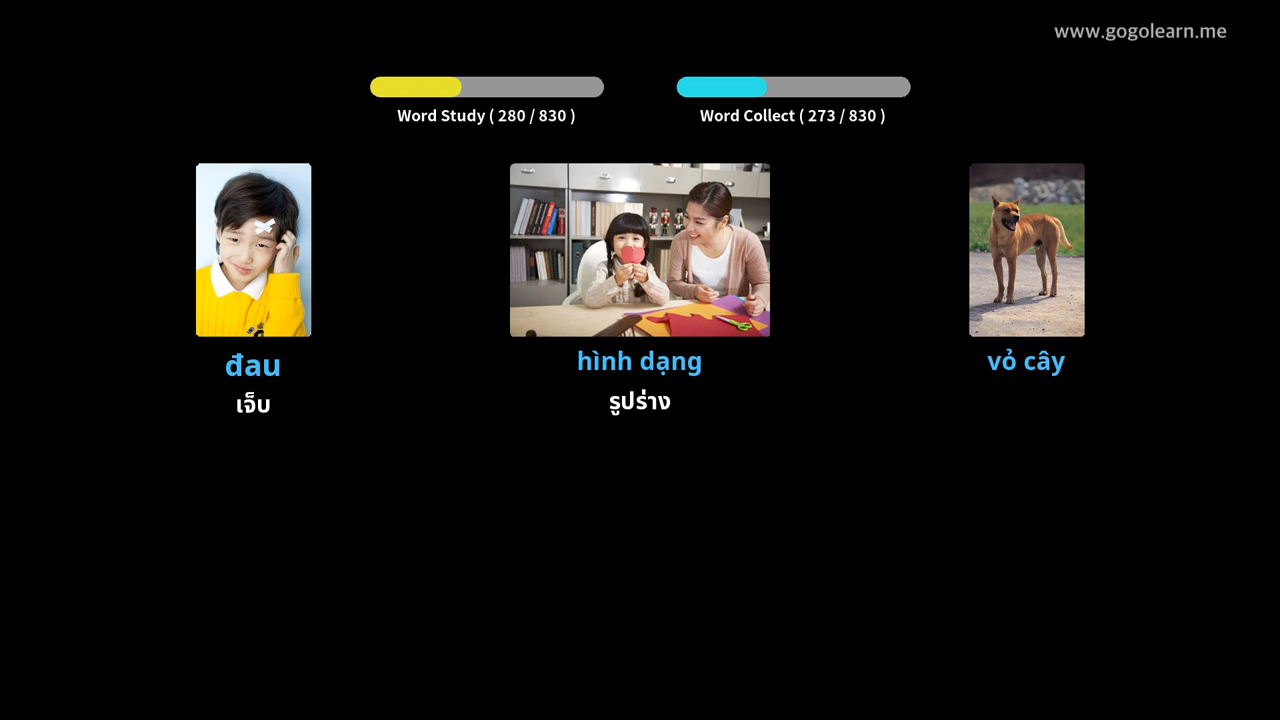 www.gogolearn.me
Word Study ( 280 / 830 )
Word Collect ( 273 / 830 )
đau
เจ็บ
hình dạng
รูปร่าง
vỏ cây